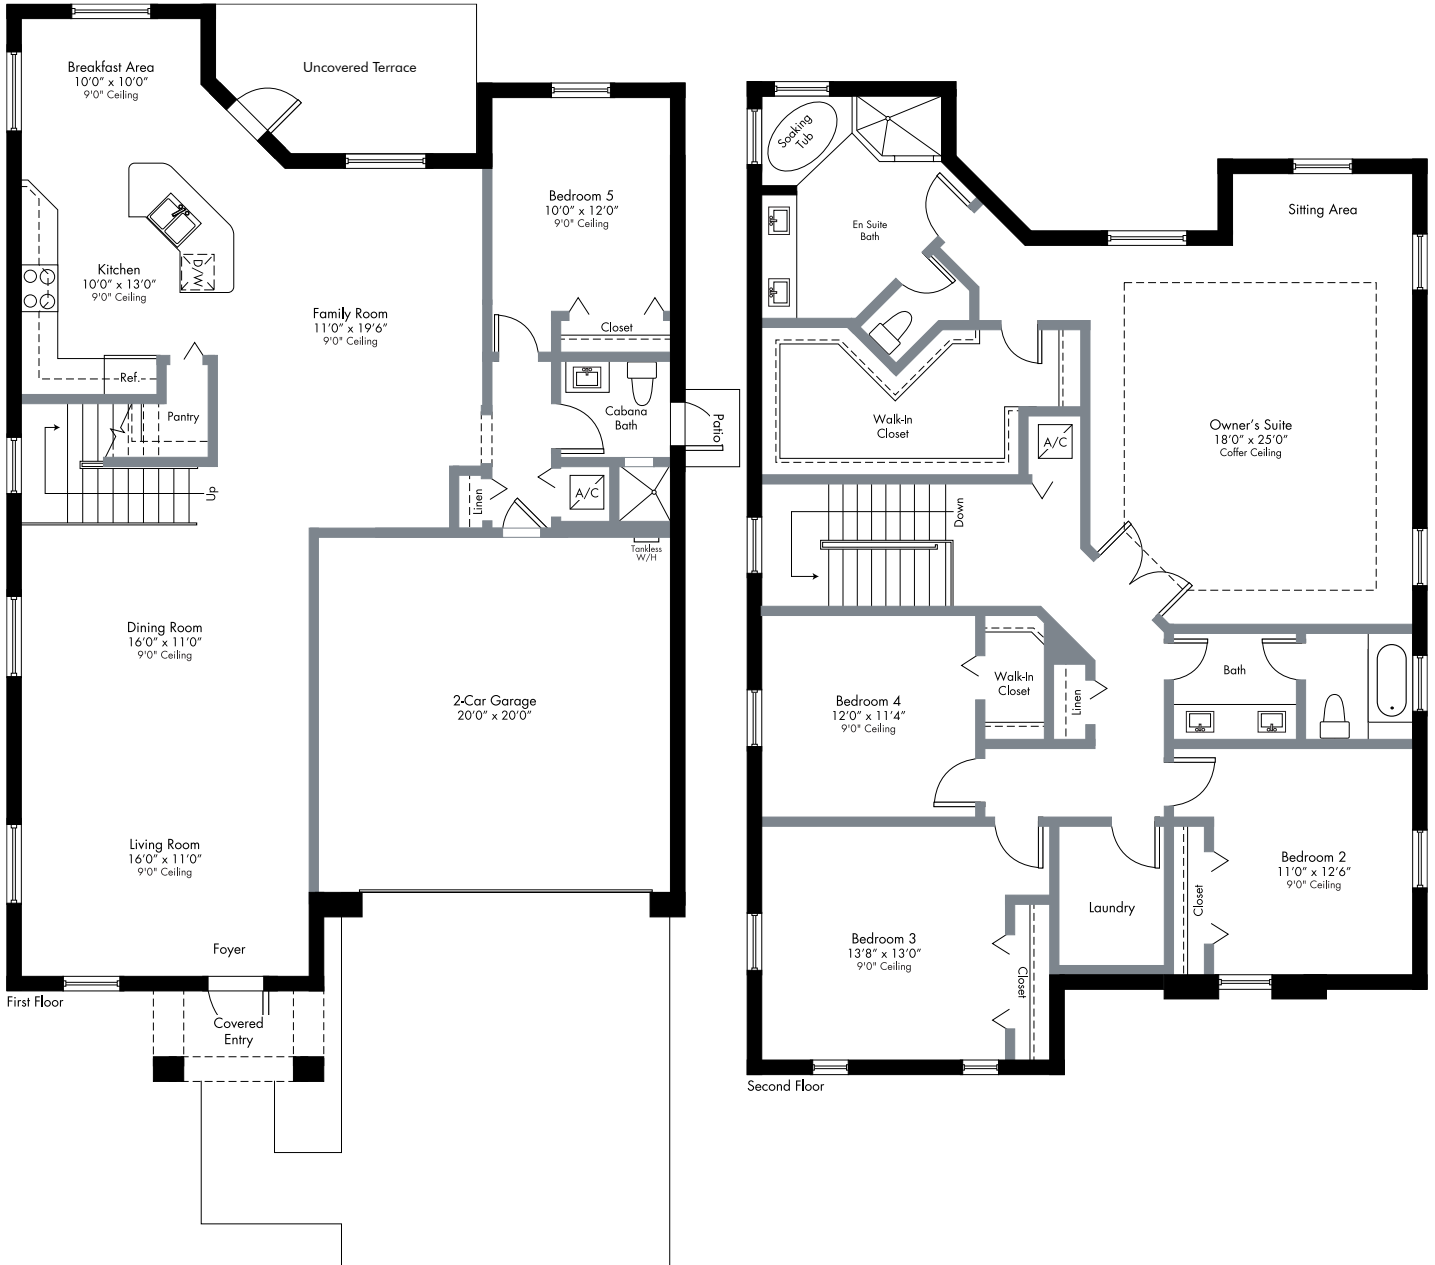 Breakfast Area
10’0” x 10’0”
9'0" Ceiling
Uncovered Terrace
Bedroom 5
10’0” x 12’0”
9'0" Ceiling
D/W
Kitchen
10’0” x 13’0”
9'0" Ceiling
Family Room
11’0” x 19’6”
9'0" Ceiling
Closet
Ref.
Pantry
Cabana
Bath
Patio
Up
Linen
A/C
Tankless
W/H
Dining Room
16’0” x 11’0”
9'0" Ceiling
2-Car Garage
20’0” x 20’0”
Living Room
16’0” x 11’0”
9'0" Ceiling
Foyer
First Floor
Covered
Entry
Soaking
Tub
En Suite
Bath
Sitting Area
Walk-In
Closet
A/C
Owner’s Suite
18’0” x 25’0”
Coffer Ceiling
Down
Walk-In
Closet
Linen
Bath
Bedroom 4
12’0” x 11’4”
9'0" Ceiling
Bedroom 2
11’0” x 12’6”
9'0" Ceiling
Closet
Laundry
Bedroom 3
13’8” x 13’0”
9'0" Ceiling
Closet
Second Floor